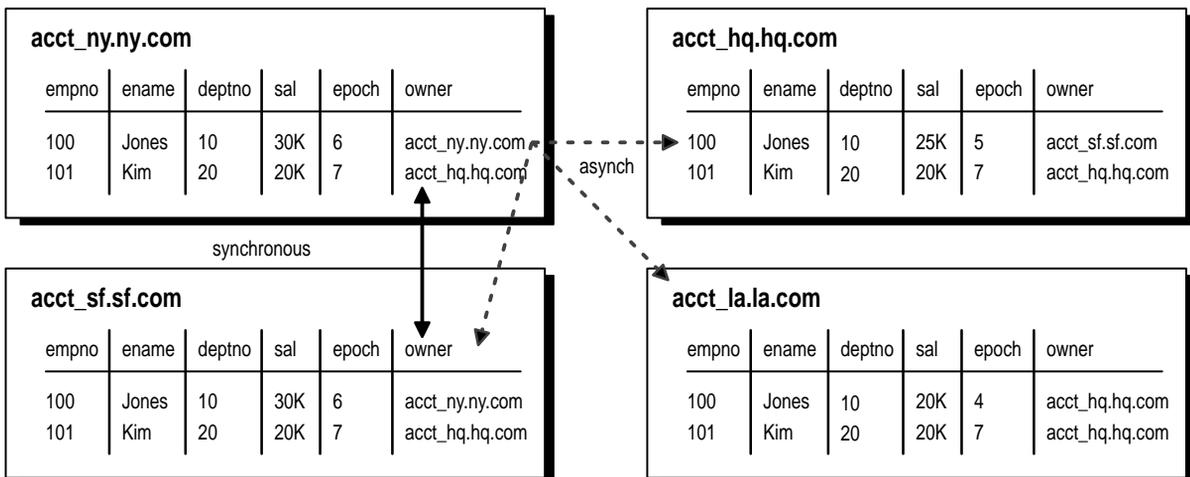 acct_ny.ny.com
empno ename deptno sal epoch owner
100 Jones 10 30K 6 acct_ny.ny.com
101 Kim 20 20K 7 acct_hq.hq.com
acct_hq.hq.com
empno ename deptno sal epoch owner
100 Jones 10 25K 5 acct_sf.sf.com
101 Kim 20 20K 7 acct_hq.hq.com
asynch
synchronous
acct_sf.sf.com
empno ename deptno sal epoch owner
100 Jones 10 30K 6 acct_ny.ny.com
101 Kim 20 20K 7 acct_hq.hq.com
acct_la.la.com
empno ename deptno sal epoch owner
100 Jones 10 20K 4 acct_hq.hq.com
101 Kim 20 20K 7 acct_hq.hq.com